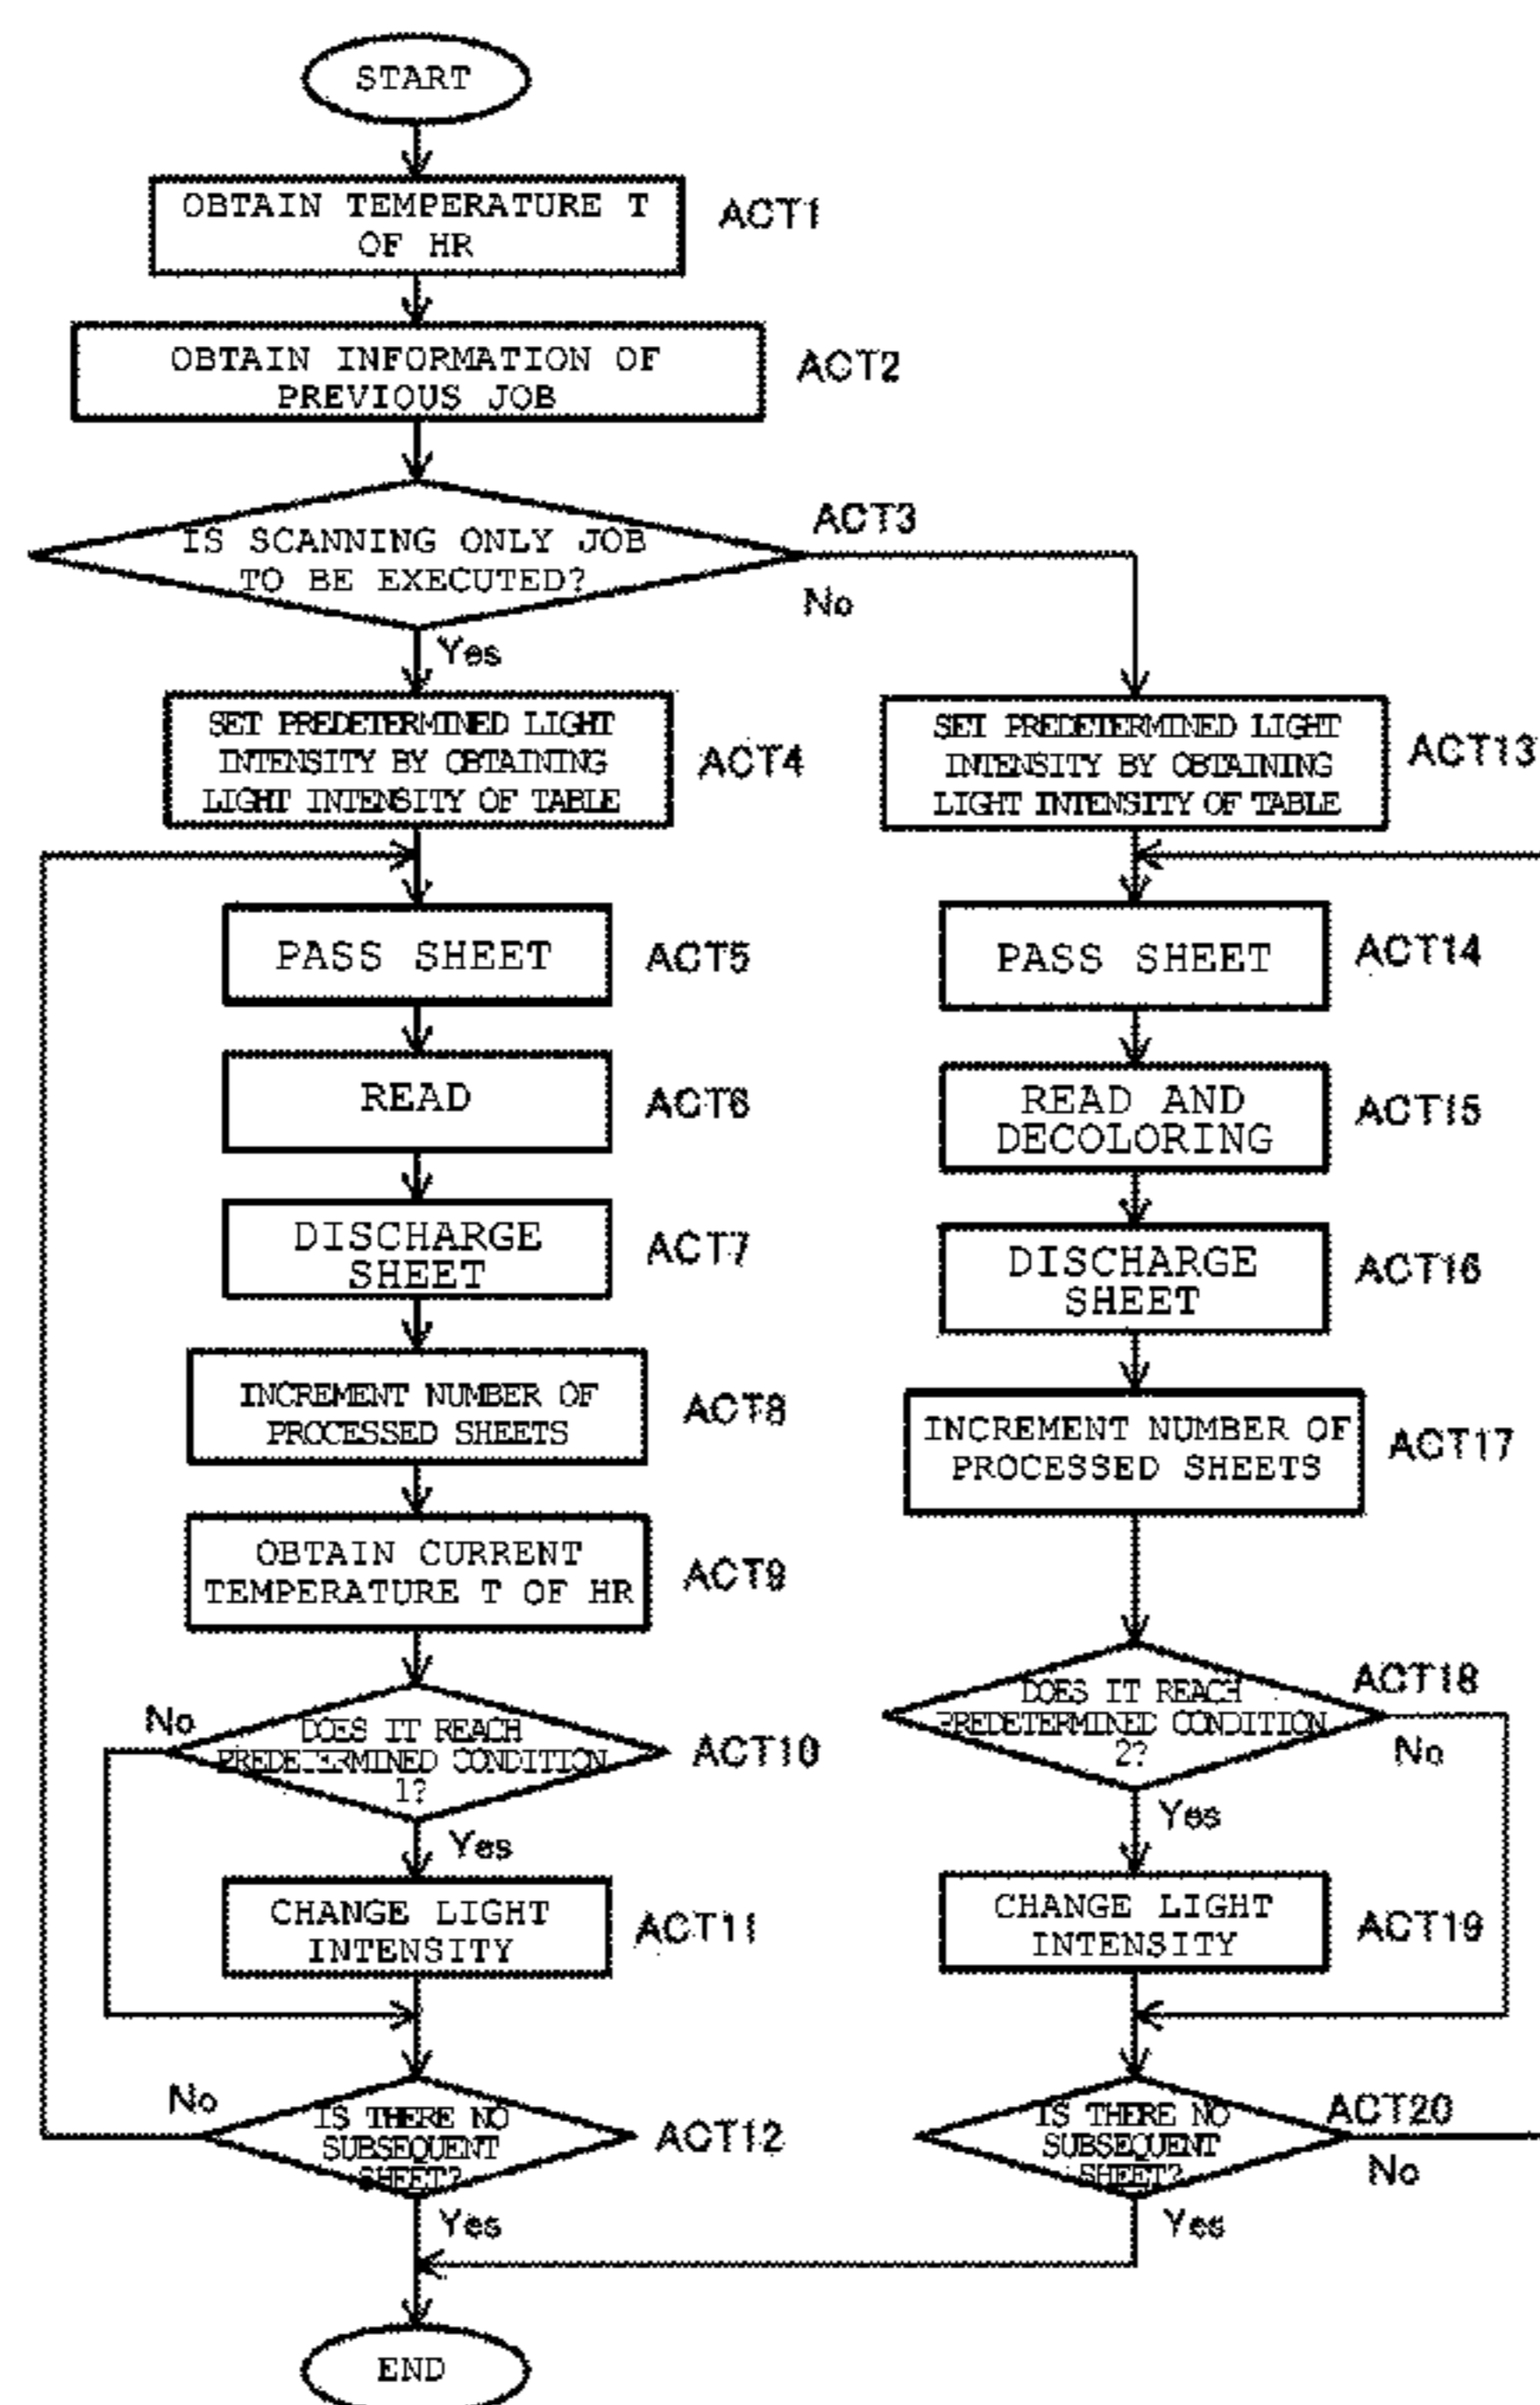 START
OBTAIN TEMPERATURE T
OF HR
ACT1
OBTAIN INFORMATION OF
PREVIOUS JOB
ACT2
IS SCANNING ONLY JOB
TO BE EXECUTED?
ACT3
No
Yes
SET PREDETERMINED LIGHT
INTENSITY BY OBTAINING
LIGHT INTENSITY OF TABLE
ACT4
PASS SHEET
ACT5
READ
ACT6
DISCHARGE
SHEET
ACT7
INCREMENT NUMBER OF
PROCESSED SHEETS
ACT8
OBTAIN CURRENT
TEMPERATURE T OF HR
ACT9
No
DOES IT REACH
PREDETERMINED CONDITION
1?
ACT10
Yes
CHANGE LIGHT
INTENSITY
ACT11
No
IS THERE NO
SUBSEQUENT
SHEET?
ACT12
Yes
SET PREDETERMINED LIGHT
INTENSITY BY OBTAINING
LIGHT INTENSITY OF TABLE
ACT13
PASS SHEET
ACT14
READ AND
DECOLORING
ACT15
DISCHARGE
SHEET
ACT16
INCREMENT NUMBER OF
PROCESSED SHEETS
ACT17
DOES IT REACH
PREDETERMINED CONDITION
2?
ACT18
No
Yes
CHANGE LIGHT
INTENSITY
ACT19
IS THERE NO
SUBSEQUENT
SHEET?
ACT20
No
Yes
END